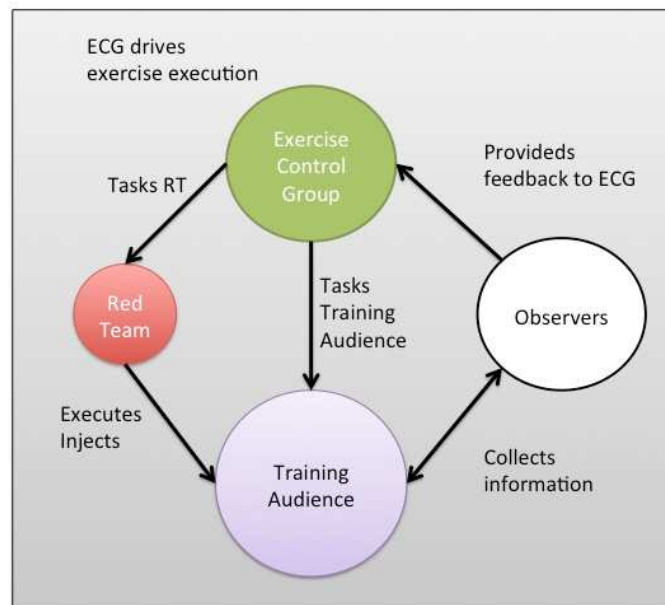 ECG drives
exercise execution
Exercise
Control
Group
Provideds
feedback to ECG
Tasks RT
Red
Team
Tasks
Training
Audience
Observers
Executes
Injects
Training
Audience
Collects
information